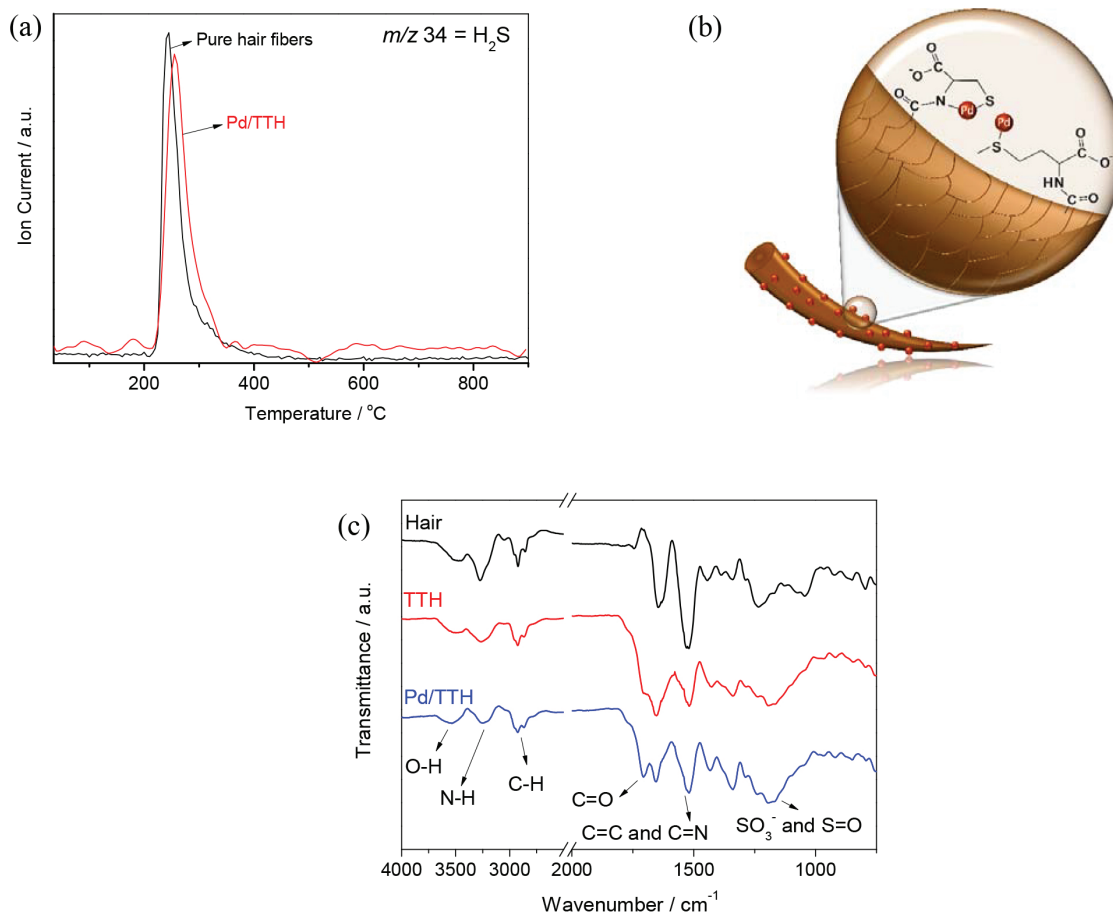 (a)
m/z 34 = H₂S
Pure hair fibers
Pd/TTH
Ion Current / a.u.
200
400
600
800
Temperature / °C
(b)
O
C
⁻O
O
C
N
Pd
S
Pd
S
O
C
O⁻
HN
C=O
(c)
Hair
TTH
Pd/TTH
O-H
N-H
C-H
C=O
C=C and C=N
SO₃⁻ and S=O
Transmittance / a.u.
4000
3500
3000
2500
2000
1500
1000
Wavenumber / cm⁻¹